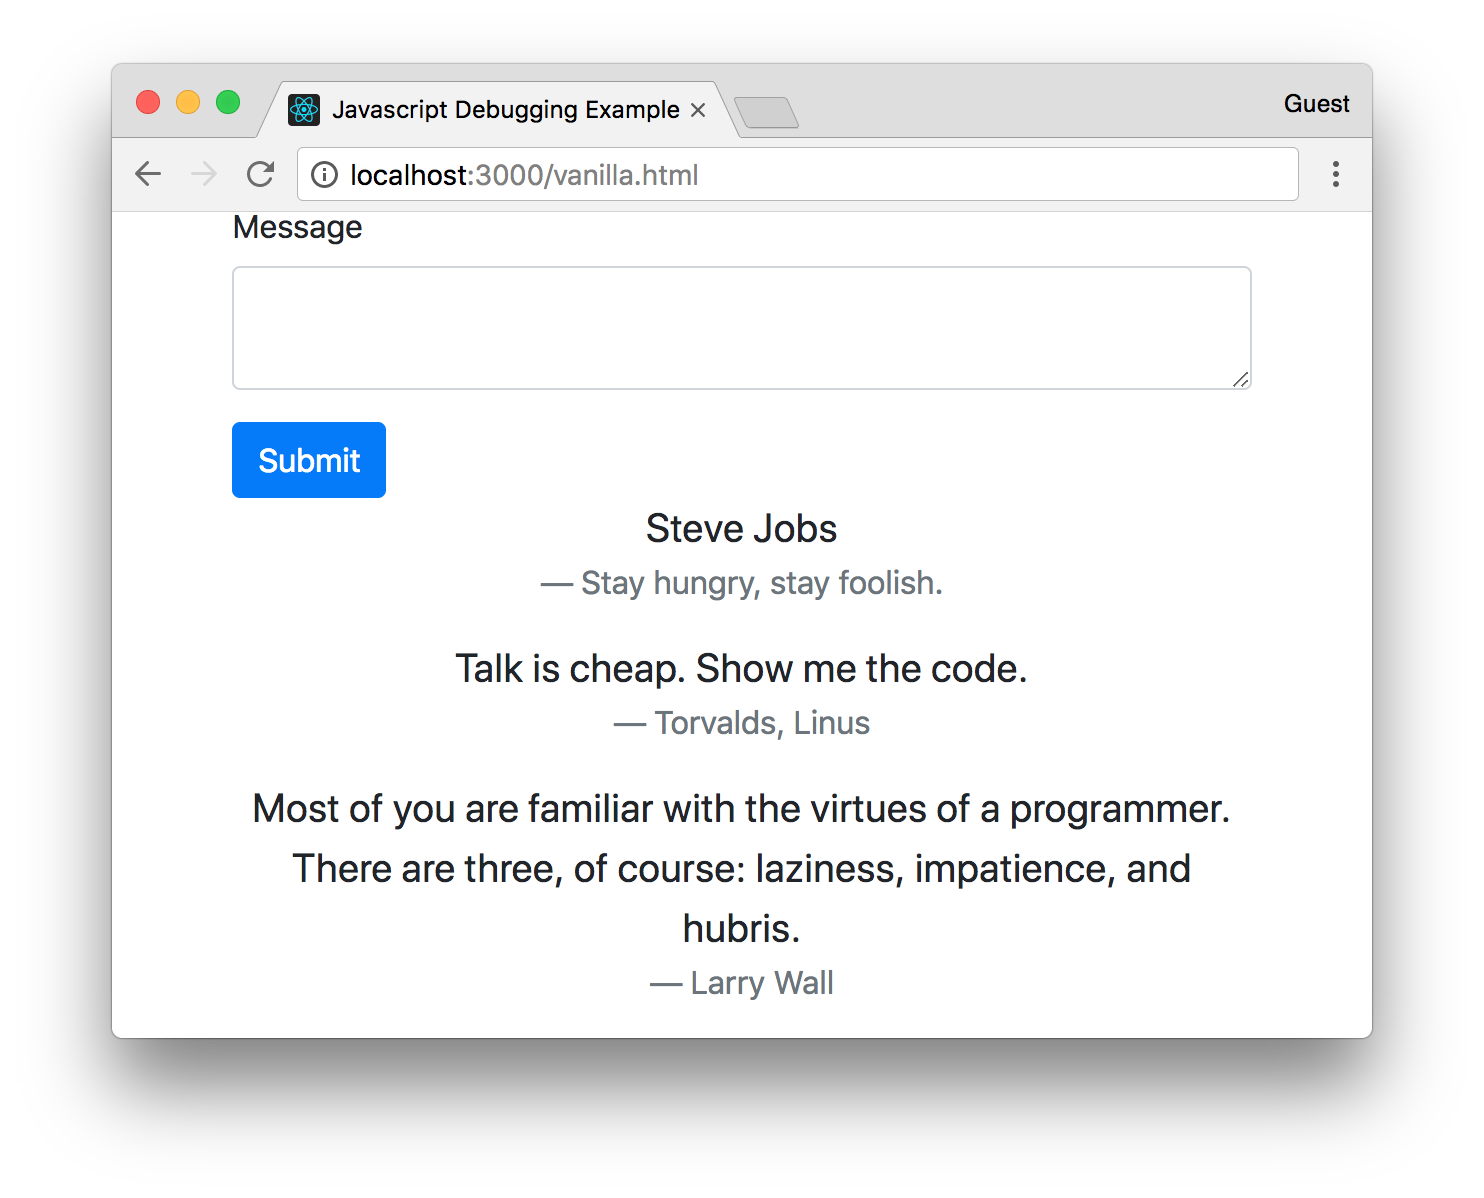 Javascript Debugging Example
Guest
localhost:3000/vanilla.html
Message
Submit
Steve Jobs
— Stay hungry, stay foolish.
Talk is cheap. Show me the code.
— Torvalds, Linus
Most of you are familiar with the virtues of a programmer.
There are three, of course: laziness, impatience, and
hubris.
— Larry Wall